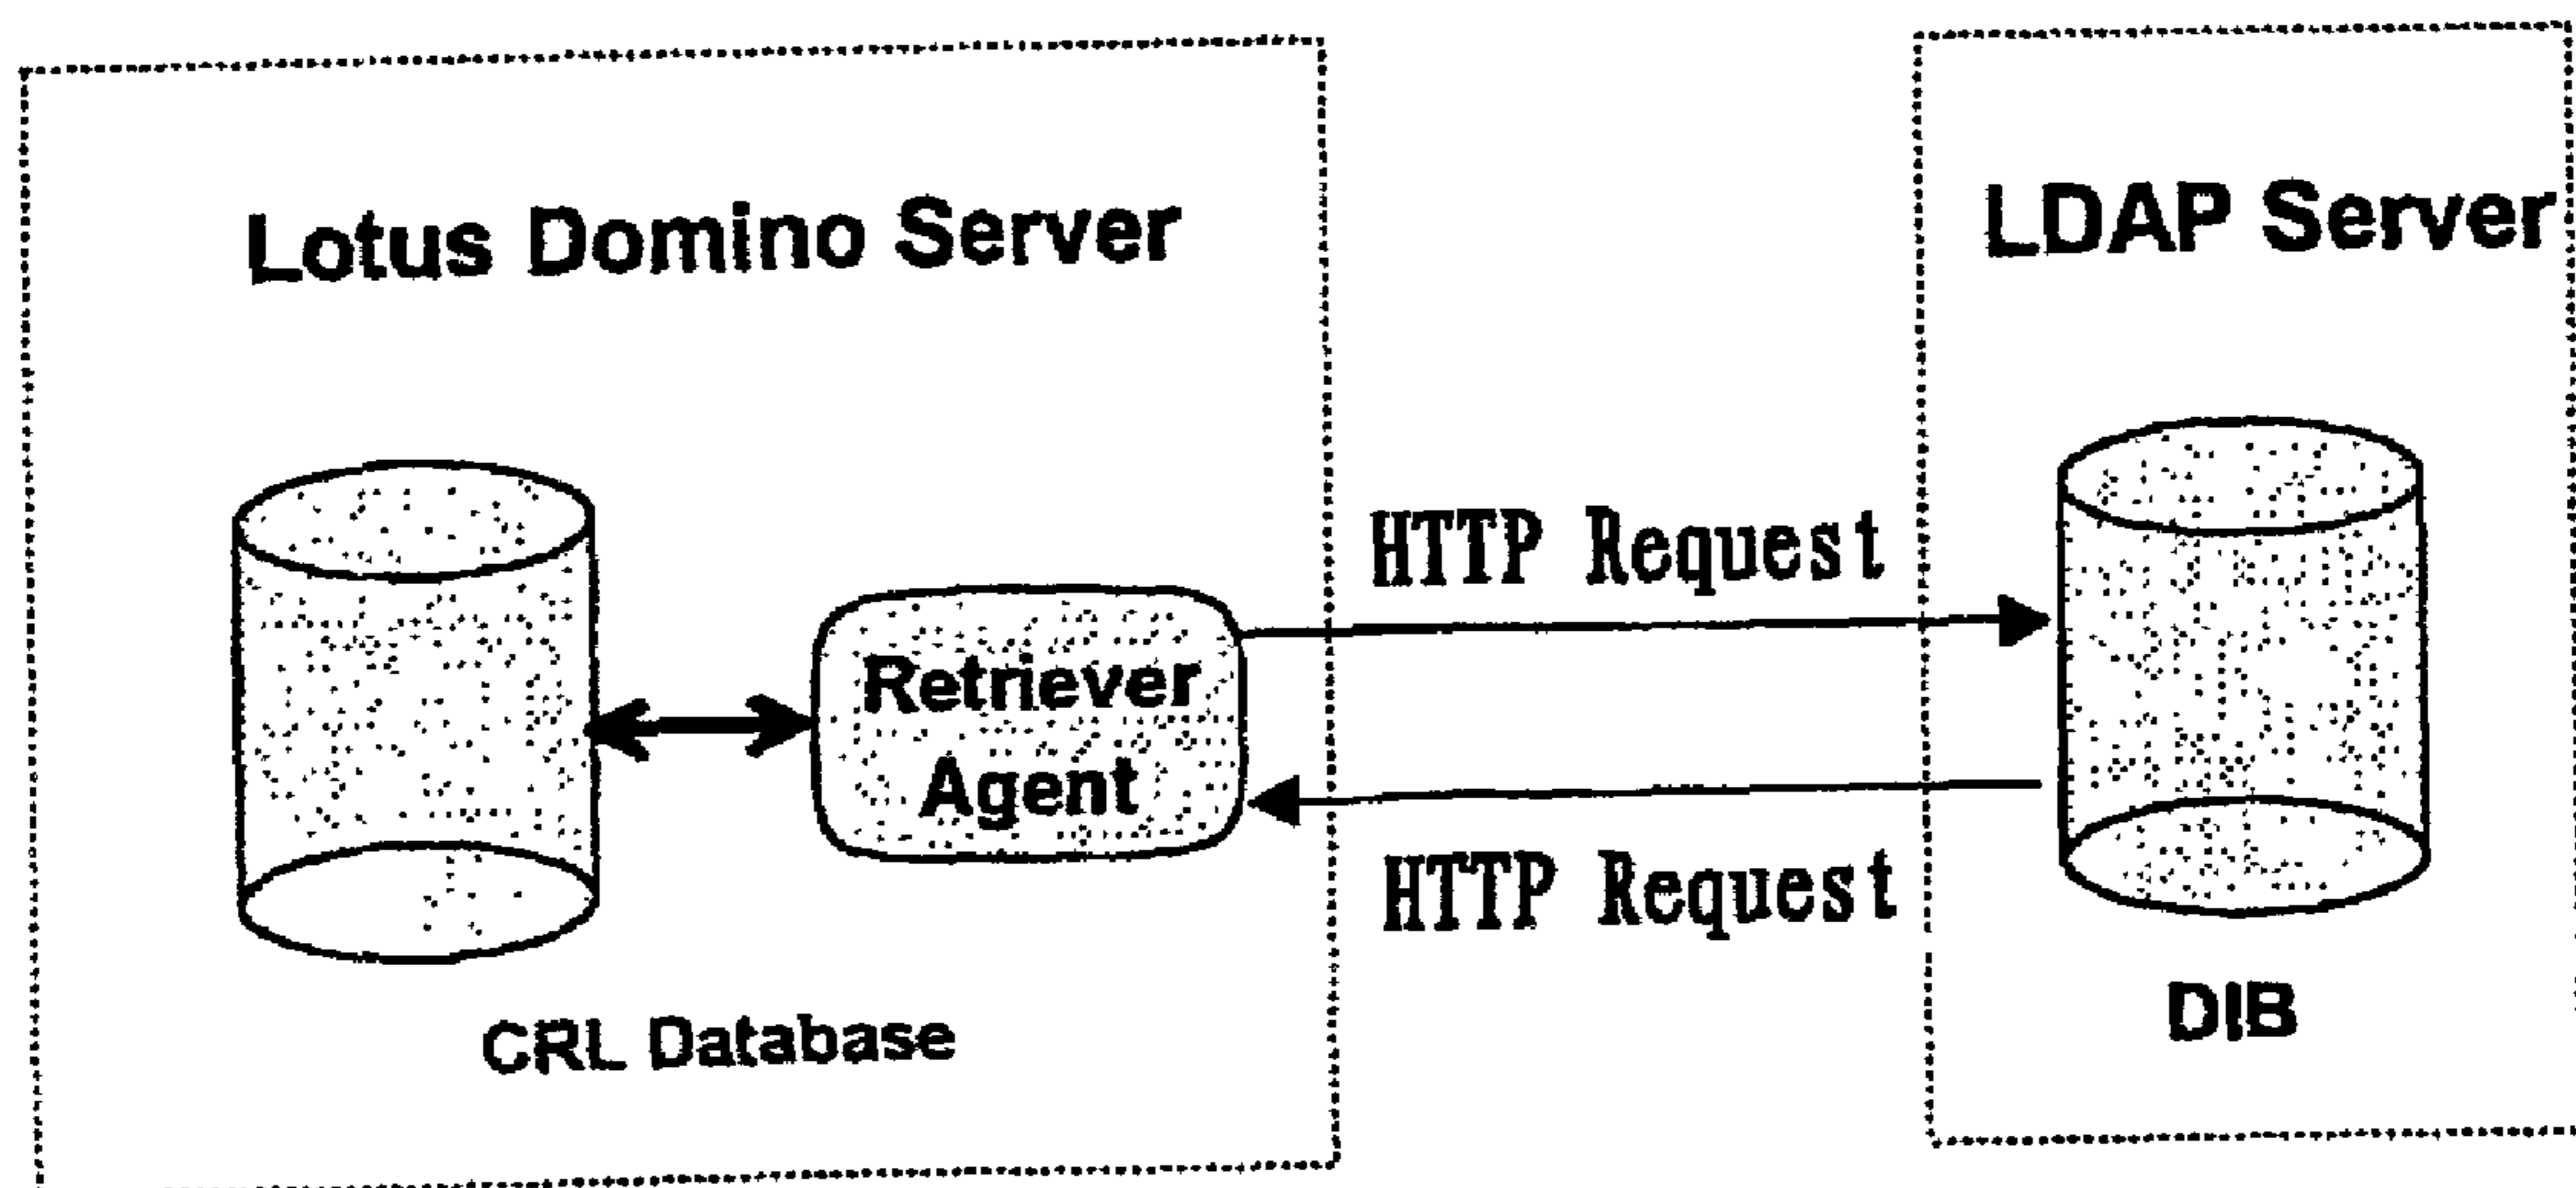 Lotus Domino Server
LDAP Server
HTTP Request
Retriever
Agent
HTTP Request
CRL Database
DIB